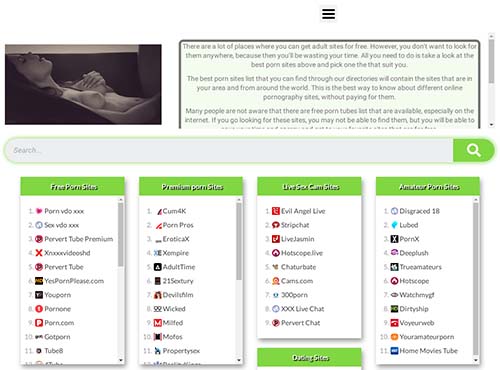 There are a lot of places where you can get adult sites for free. However, you don't want to look for
them anywhere, because then you'll be wasting your time. All you need to do is take a look at the
best porn sites above and pick one the that suit you.
The best porn sites list that you can find through our directories will contain the sites that are in
your area and from around the world. This is the best way to know about different online
pornography sites, without paying for them.
Many people are not aware that there are free porn tubes list that are available, especially on the
internet. If you go looking for these sites, you may not be able to find them, but you will be able to
Search...
Free Porn Sites
1. Porn vdo xxx
2. Sex vdo xxx
3. Pervert Tube Premium
4. Xnxxxvideoshd
5. Pervert Tube
6. YesPornPlease.com
7. Youporn
8. Pornone
9. Porn.com
10. Gotporn
11. Tube8
Premium porn Sites
1. Cum4K
2. Porn Pros
3. EroticaX
4. Xempire
5. AdultTime
6. 21Sextury
7. Devilsfilm
8. Wicked
9. Milfed
10. Mofos
11. Propertysex
Live Sex Cam Sites
1. Evil Angel Live
2. Stripchat
3. LiveJasmin
4. Hotscope.live
5. Chaturbate
6. Cams.com
7. 300porn
8. XXX Live Chat
9. Pervert Chat
Dating Sites
Amateur Porn Sites
1. Disgraced 18
2. Lubed
3. PornX
4. Deeplush
5. Trueamateurs
6. Hotscope
7. Watchmygf
8. Dirtyship
9. Voyeurweb
10. Youramateurporn
11. Home Movies Tube